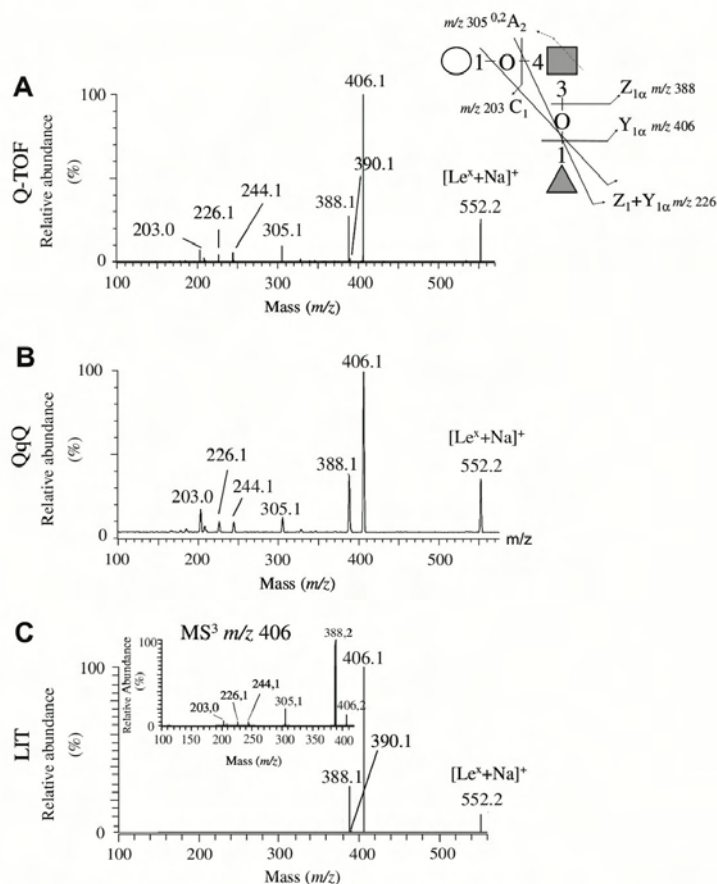 m/z 305 ⁰,²A₂
1 O 4
3
Z₁α m/z 388
m/z 203 C₁
O
Y₁α m/z 406
1
Z₁+Y₁α m/z 226
A
Q-TOF
Relative abundance
(%)
100
0
406.1
390.1
388.1
305.1
244.1
226.1
203.0
[Leˣ+Na]⁺
552.2
100 200 300 400 500
Mass (m/z)
B
QqQ
Relative abundance
(%)
100
0
406.1
388.1
305.1
244.1
226.1
203.0
[Leˣ+Na]⁺
552.2
100 200 300 400 500
m/z
Mass (m/z)
C
LIT
Relative abundance
(%)
100
0
MS³ m/z 406
Relative Abundance
(%)
100
0
388,2
406,2
305,1
244,1
226,1
203,0
100 150 200 250 300 350 400
Mass (m/z)
406.1
390.1
388.1
[Leˣ+Na]⁺
552.2
100 200 300 400 500
Mass (m/z)